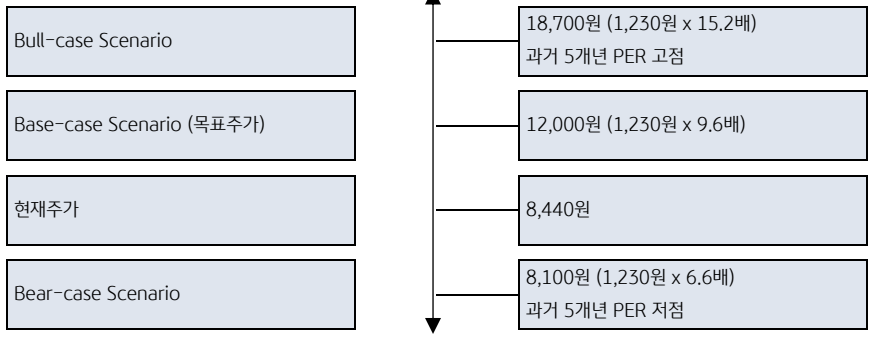 Bull-case Scenario
18,700원 (1,230원 x 15.2배)
과거 5개년 PER 고점
Base-case Scenario (목표주가)
12,000원 (1,230원 x 9.6배)
현재주가
8,440원
Bear-case Scenario
8,100원 (1,230원 x 6.6배)
과거 5개년 PER 저점